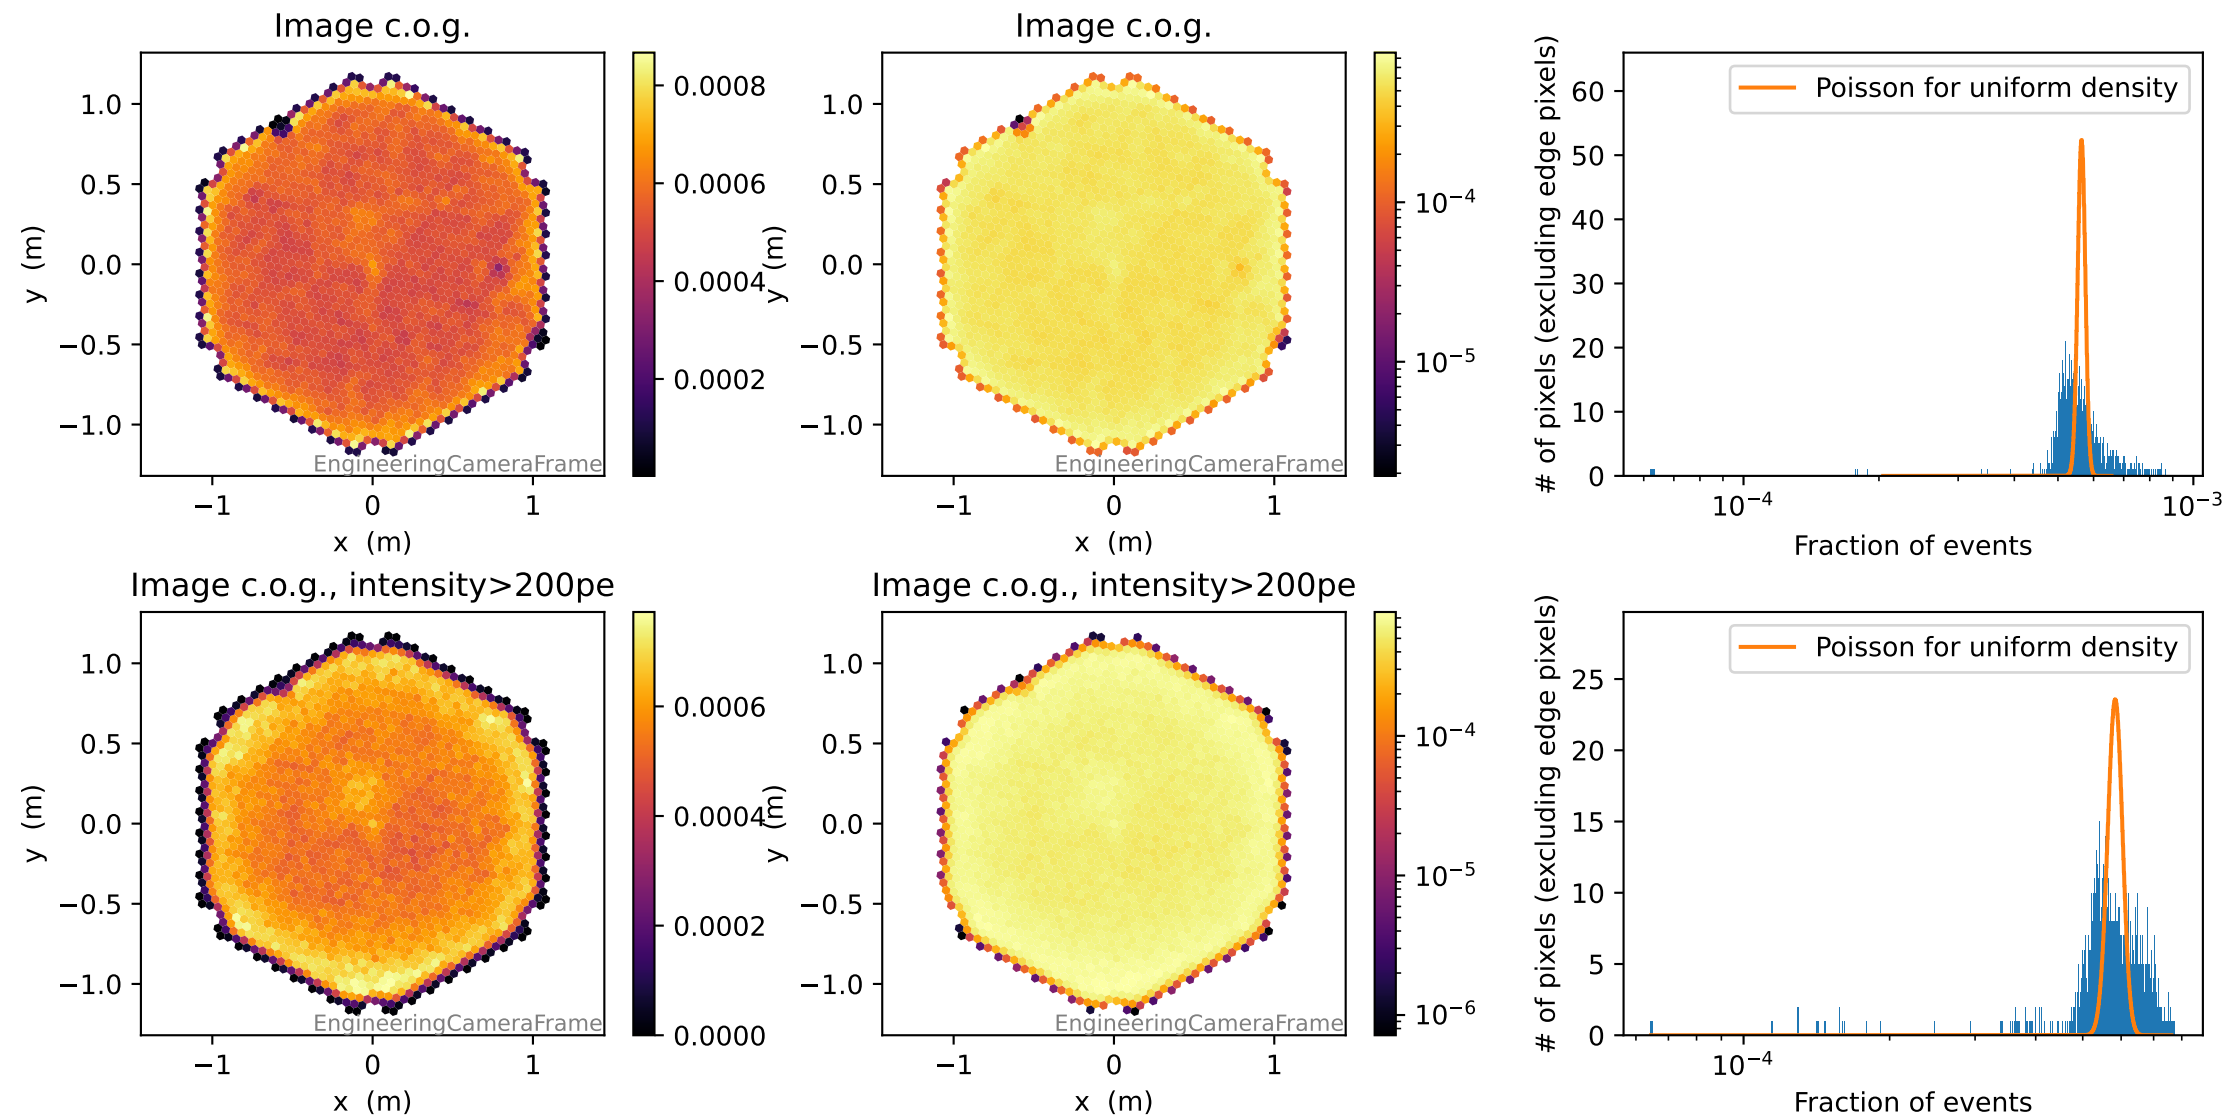 Image c.o.g.
1.0
0.5
0.0
−0.5
−1.0
y (m)
−1
0
1
x (m)
EngineeringCameraFrame
0.0008
0.0006
0.0004
0.0002
Image c.o.g.
1.0
0.5
0.0
−0.5
−1.0
y (m)
−1
0
1
x (m)
EngineeringCameraFrame
10⁻⁴
10⁻⁵
Poisson for uniform density
60
50
40
30
20
10
0
# of pixels (excluding edge pixels)
10⁻⁴
10⁻³
Fraction of events
Image c.o.g., intensity>200pe
1.0
0.5
0.0
−0.5
−1.0
y (m)
−1
0
1
x (m)
EngineeringCameraFrame
0.0006
0.0004
0.0002
0.0000
Image c.o.g., intensity>200pe
1.0
0.5
0.0
−0.5
−1.0
y (m)
−1
0
1
x (m)
EngineeringCameraFrame
10⁻⁴
10⁻⁵
10⁻⁶
Poisson for uniform density
25
20
15
10
5
0
# of pixels (excluding edge pixels)
10⁻⁴
Fraction of events